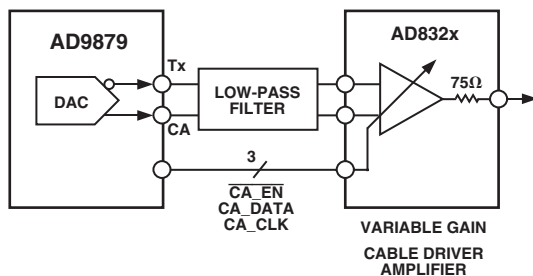 AD9879
AD832x
DAC
Tx
CA
LOW-PASS
FILTER
75Ω
3
CA_EN
CA_DATA
CA_CLK
VARIABLE GAIN
CABLE DRIVER
AMPLIFIER